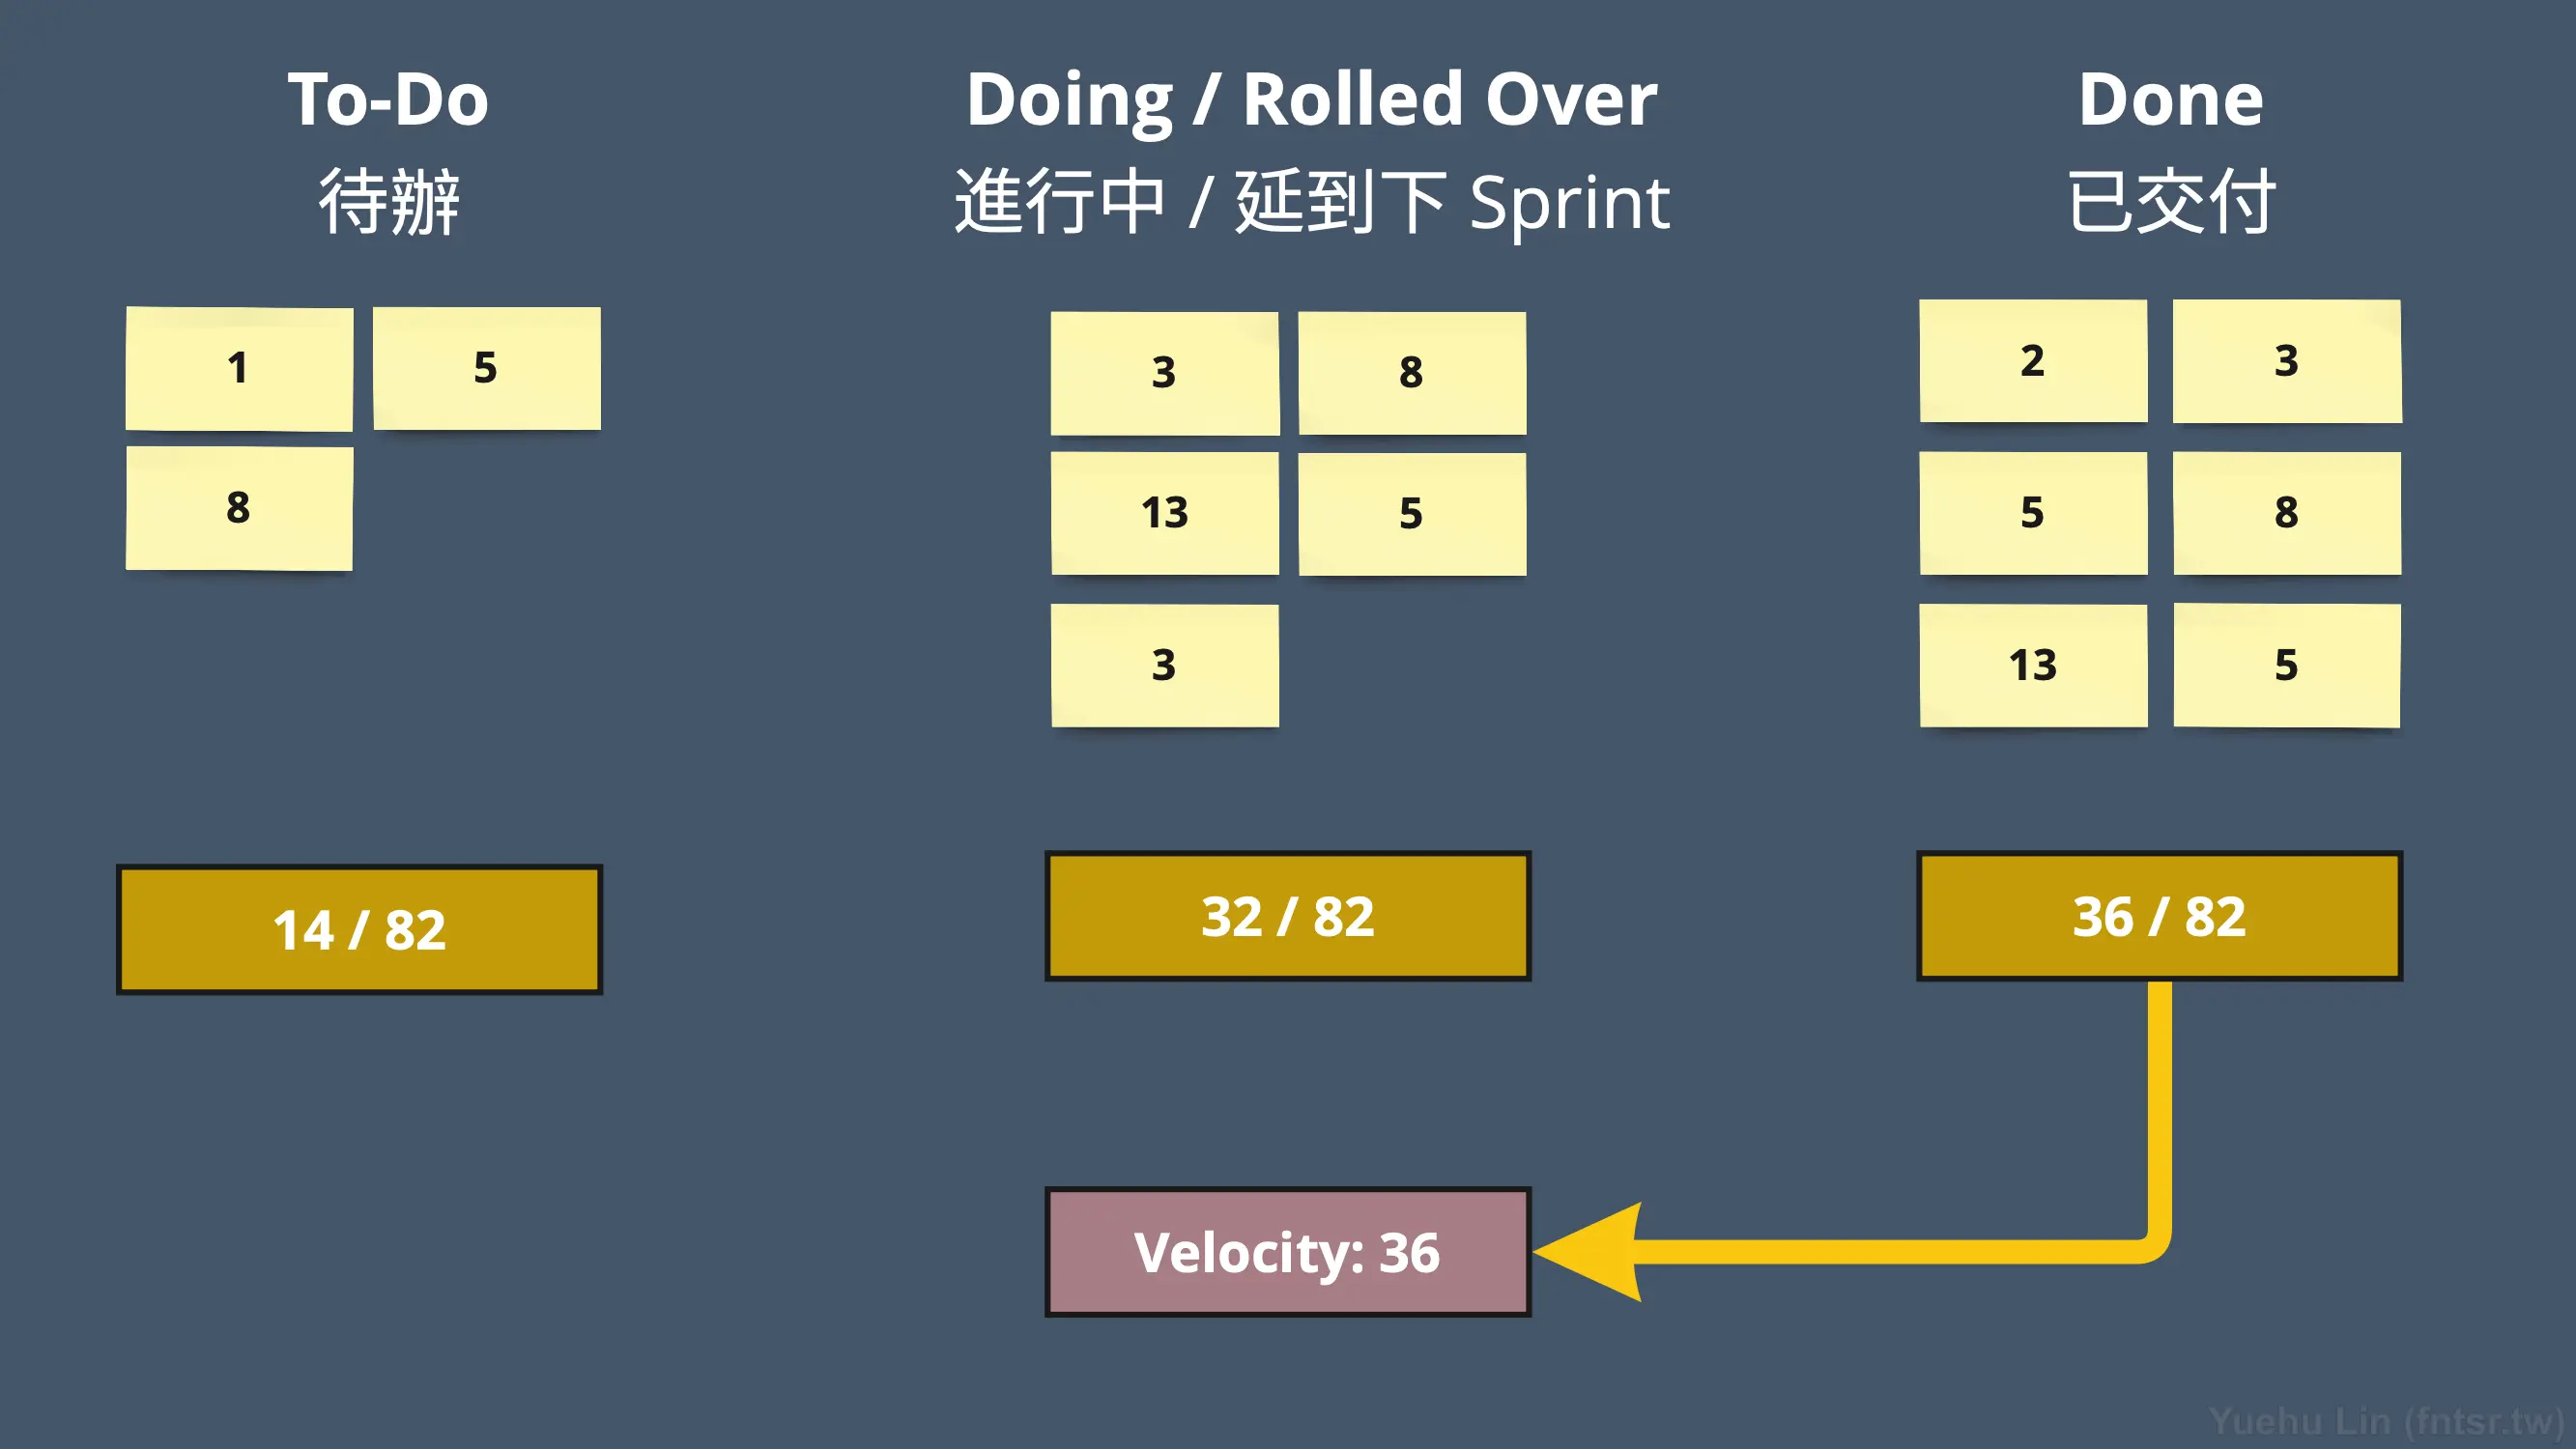 To-Do
待辦
1
5
8
14 / 82
Doing / Rolled Over
進行中 / 延到下 Sprint
3
8
13
5
3
32 / 82
Done
已交付
2
3
5
8
13
5
36 / 82
Velocity: 36
Yuehu Lin (fntsr.tw)